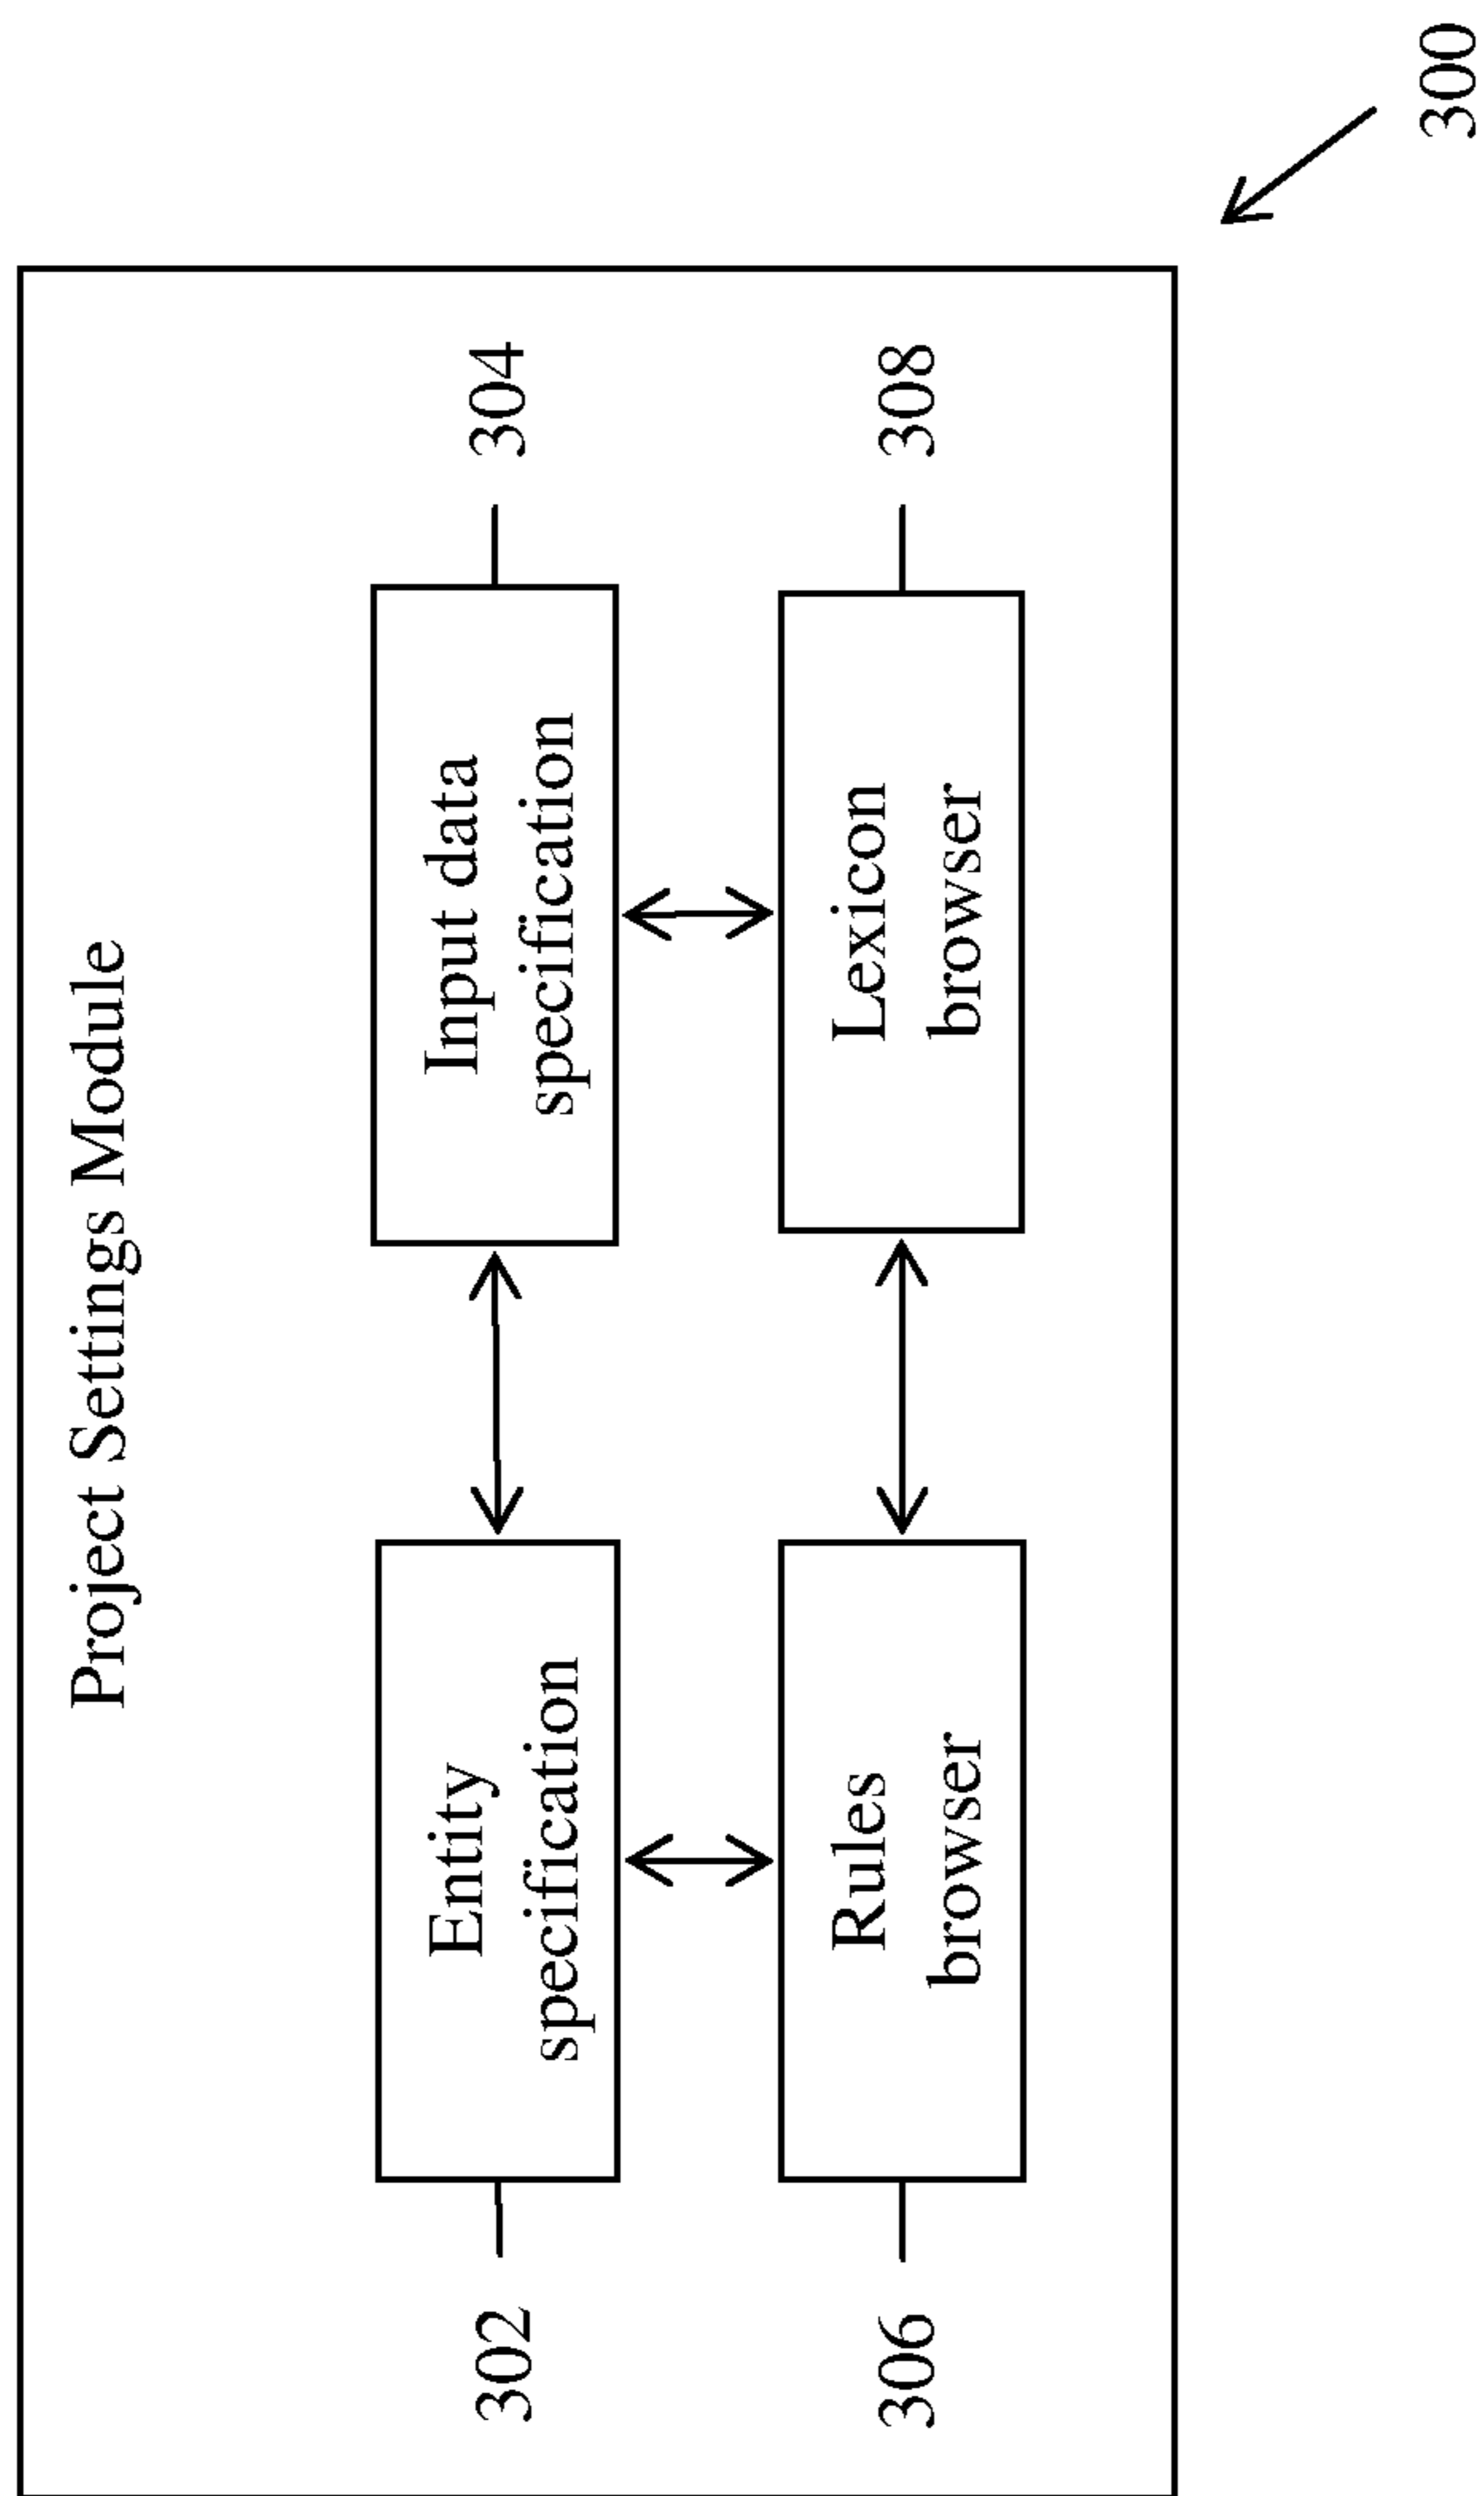 Project Settings Module
302
Entity
specification
Input data
specification
304
306
Rules
browser
Lexicon
browser
308
300